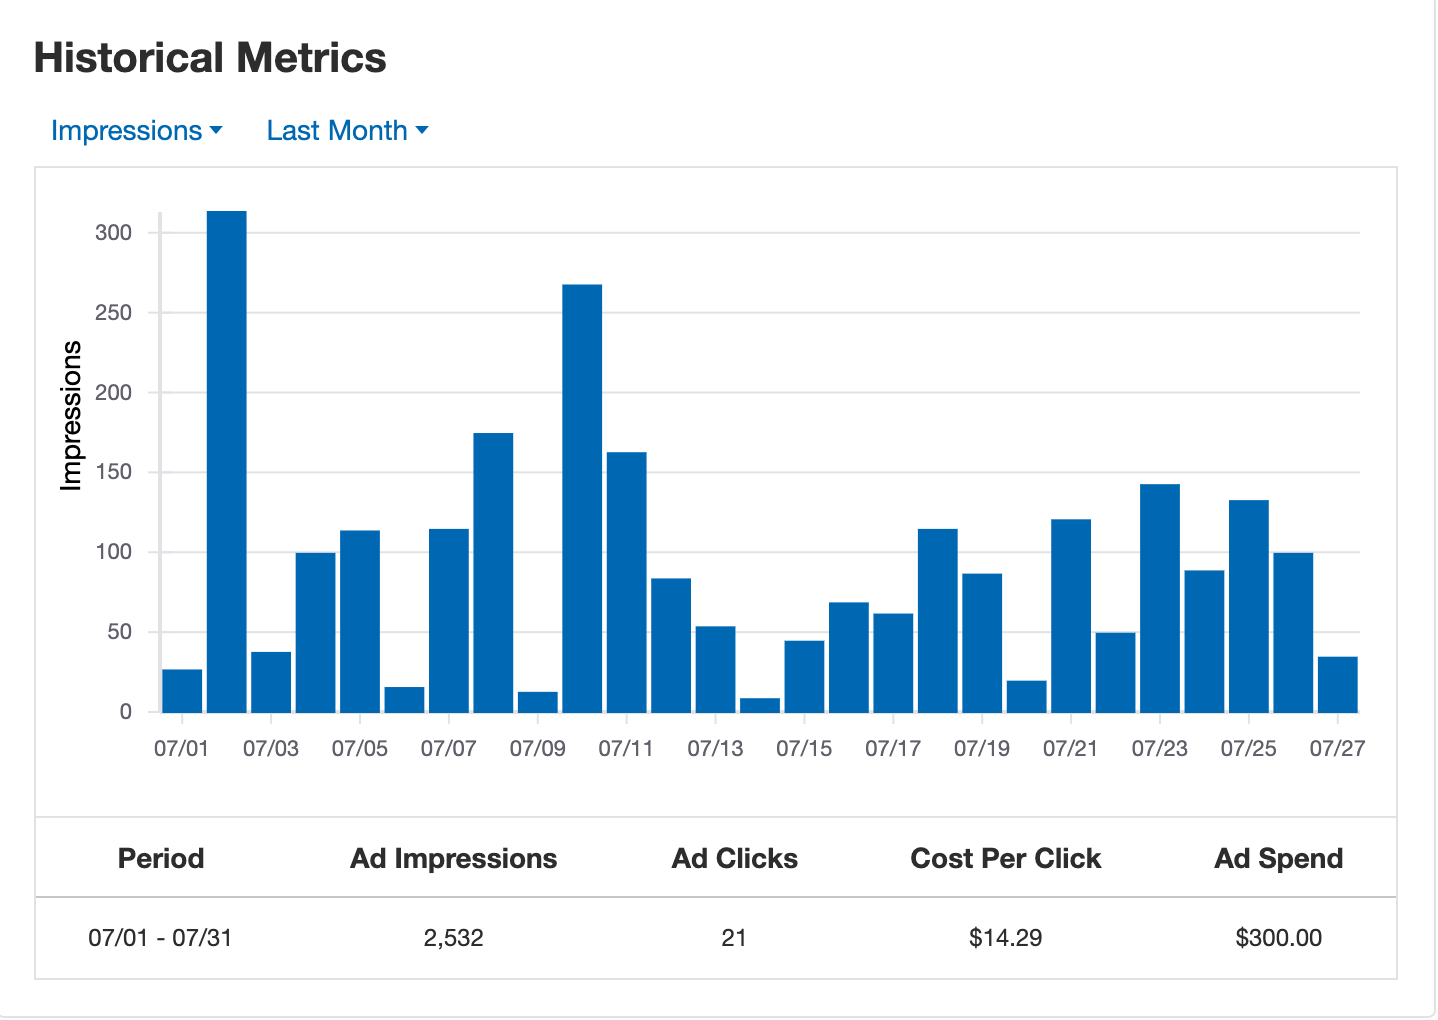 Historical Metrics
Impressions Last Month
Impressions
300
250
200
150
100
50
0
07/01 07/03 07/05 07/07 07/09 07/11 07/13 07/15 07/17 07/19 07/21 07/23 07/25 07/27
Period Ad Impressions Ad Clicks Cost Per Click Ad Spend
07/01 - 07/31 2,532 21 $14.29 $300.00